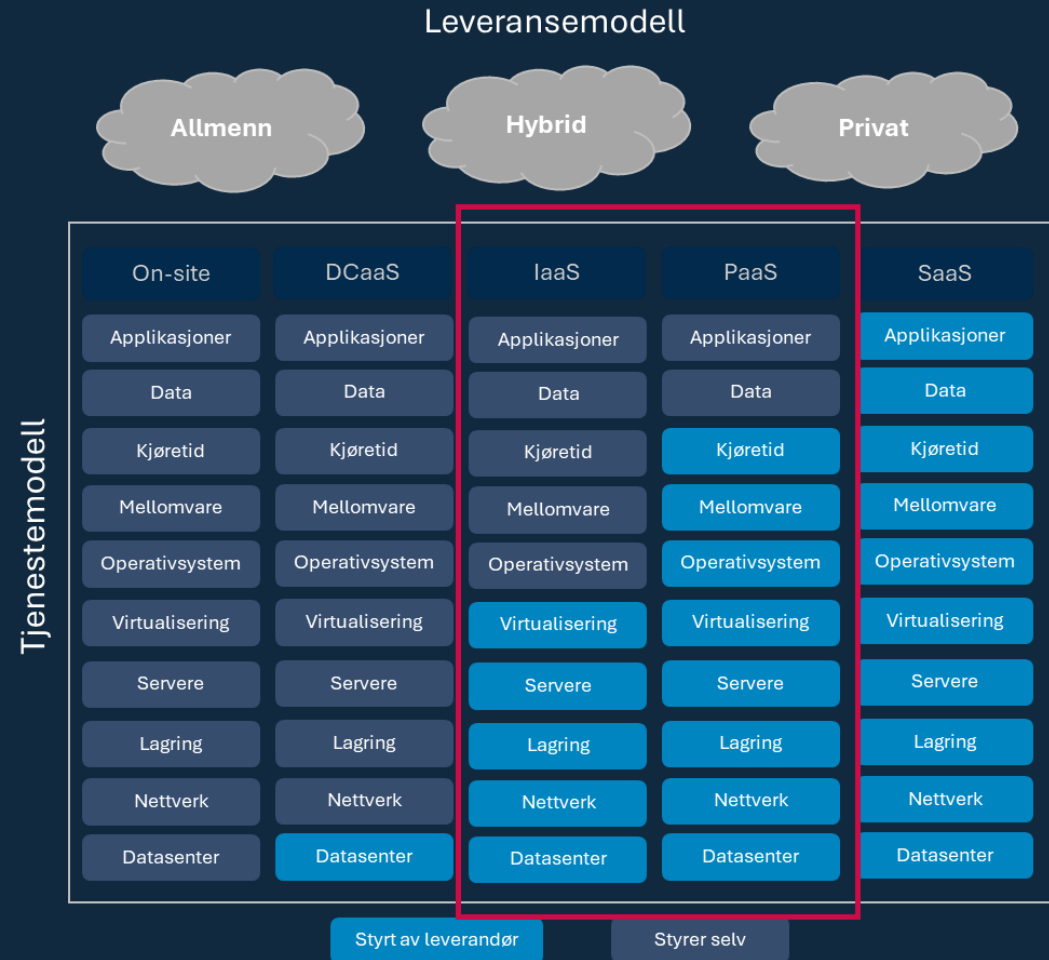 Leveransemodell
Allmenn
Hybrid
Privat
Tjenestemodell
On-site
DCaaS
IaaS
PaaS
SaaS
Applikasjoner
Applikasjoner
Applikasjoner
Applikasjoner
Applikasjoner
Data
Data
Data
Data
Data
Kjøretid
Kjøretid
Kjøretid
Kjøretid
Kjøretid
Mellomvare
Mellomvare
Mellomvare
Mellomvare
Mellomvare
Operativsystem
Operativsystem
Operativsystem
Operativsystem
Operativsystem
Virtualisering
Virtualisering
Virtualisering
Virtualisering
Virtualisering
Servere
Servere
Servere
Servere
Servere
Lagring
Lagring
Lagring
Lagring
Lagring
Nettverk
Nettverk
Nettverk
Nettverk
Nettverk
Datasenter
Datasenter
Datasenter
Datasenter
Datasenter
Styrt av leverandør
Styrer selv